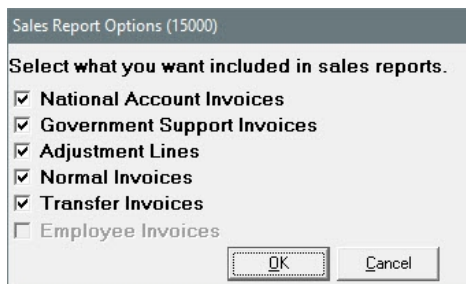 Sales Report Options (15000)
Select what you want included in sales reports.
National Account Invoices
Government Support Invoices
Adjustment Lines
Normal Invoices
Transfer Invoices
Employee Invoices
OK Cancel